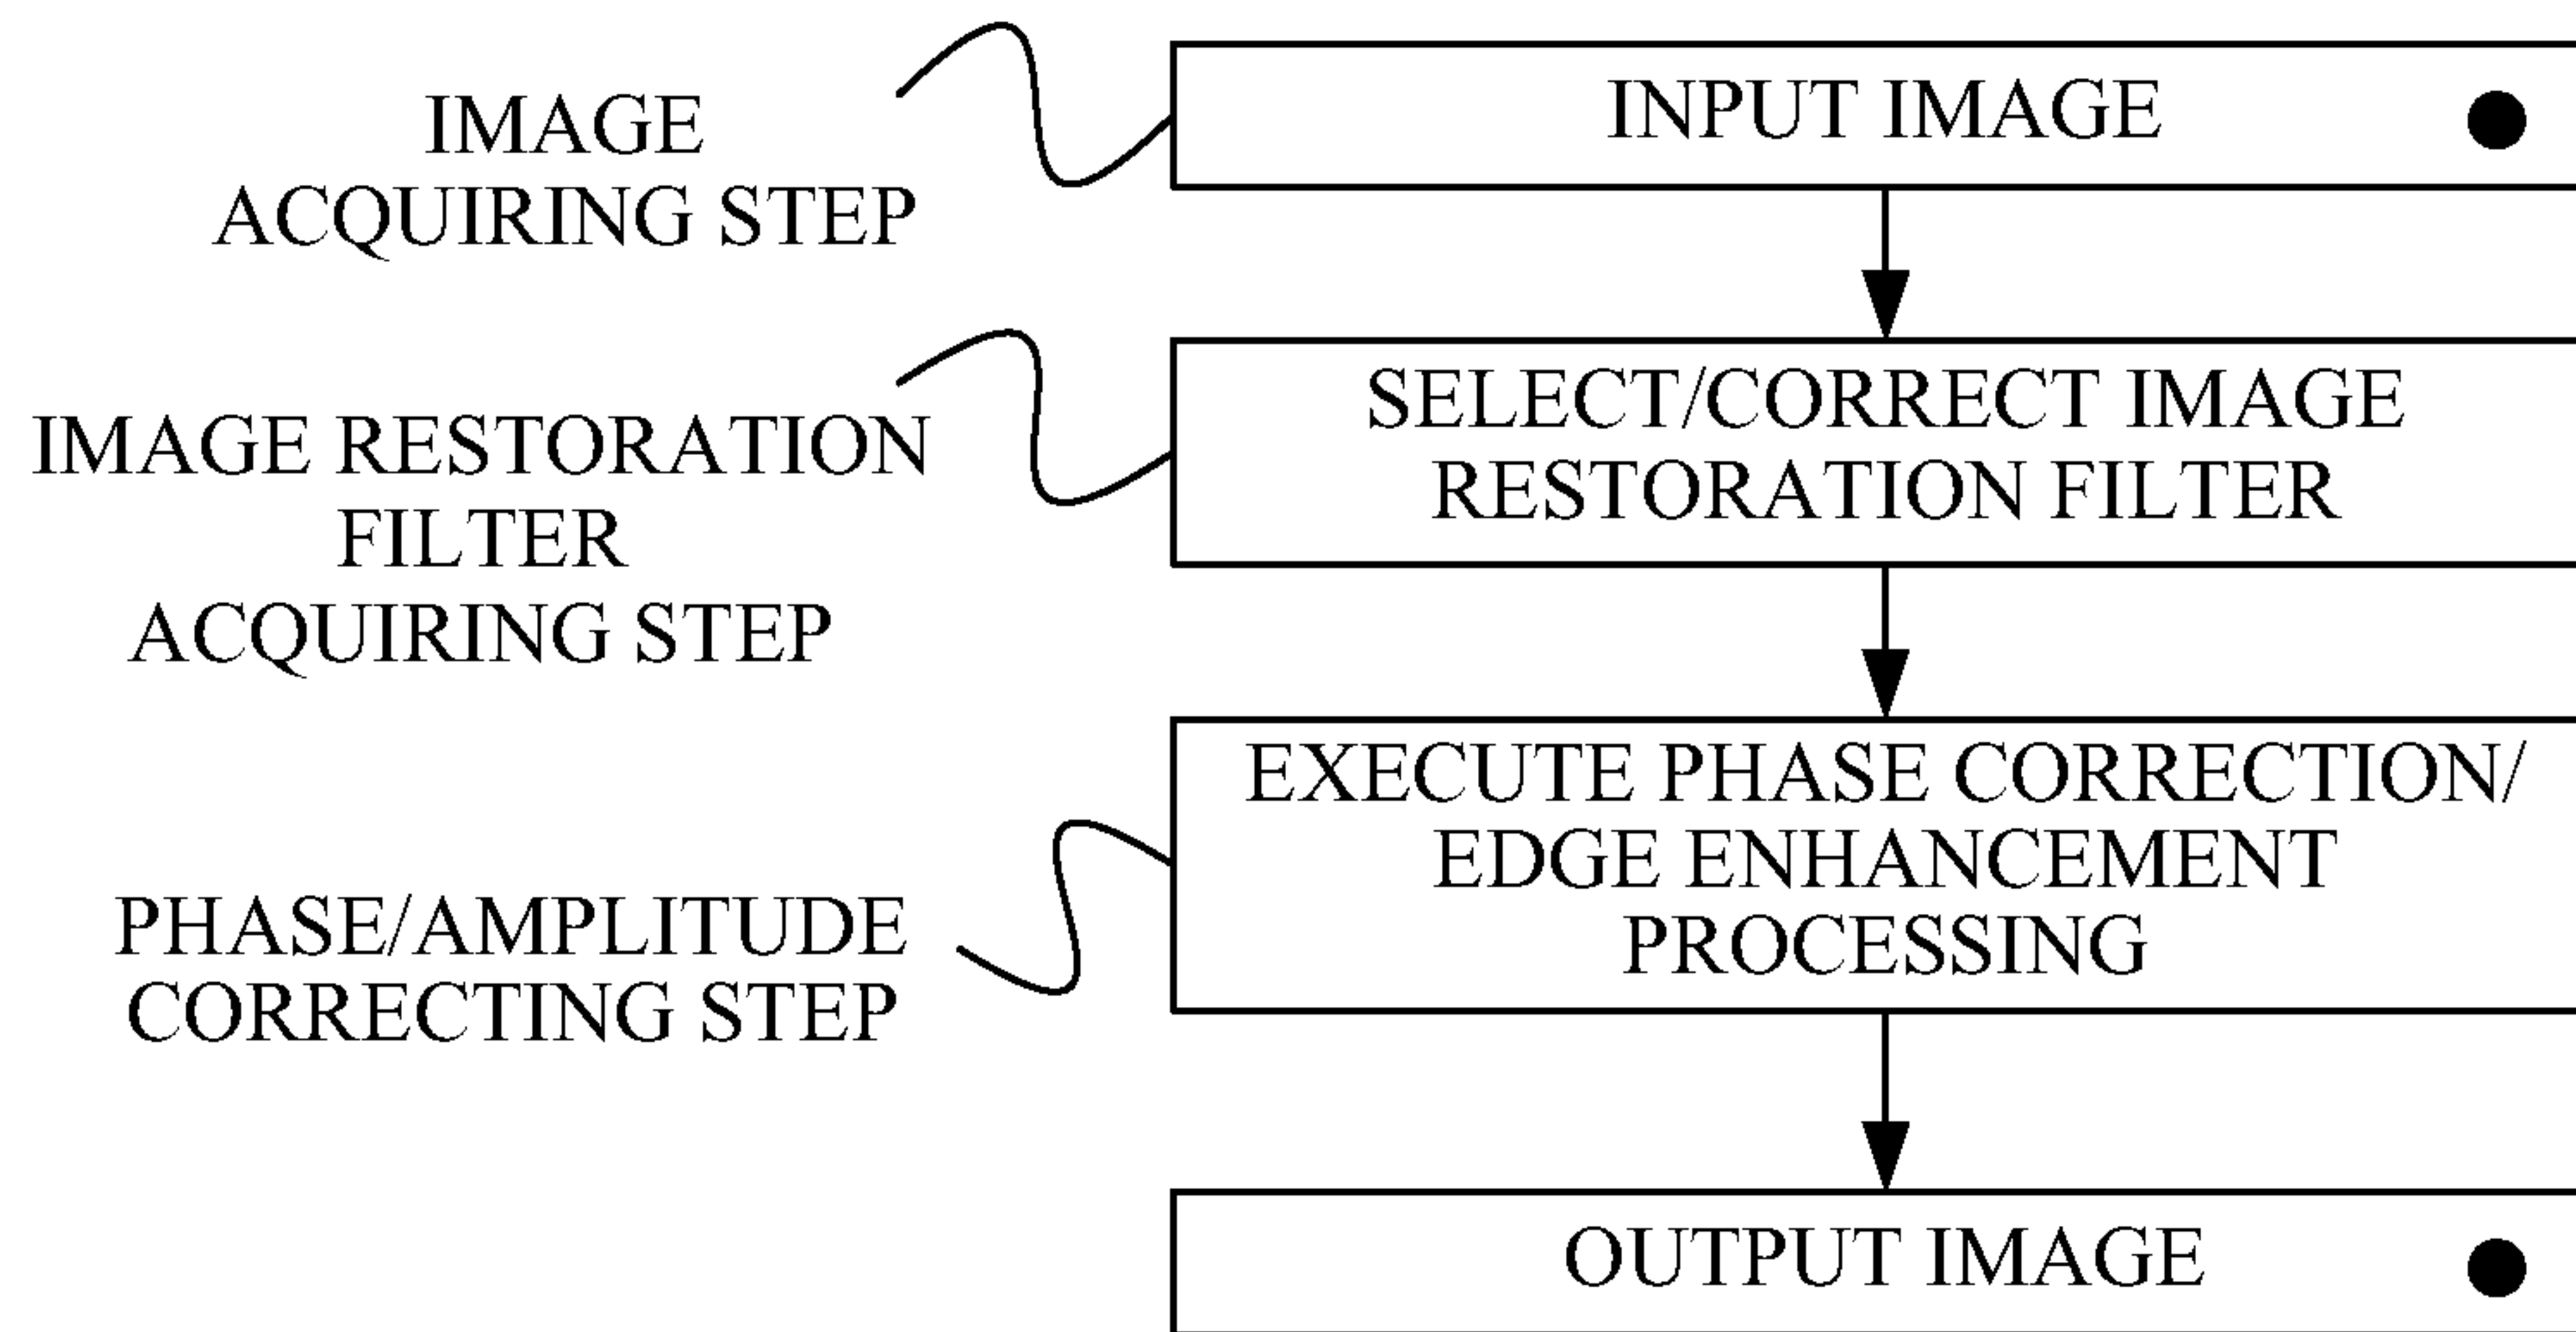 IMAGE
ACQUIRING STEP
INPUT IMAGE
IMAGE RESTORATION
FILTER
ACQUIRING STEP
SELECT/CORRECT IMAGE
RESTORATION FILTER
PHASE/AMPLITUDE
CORRECTING STEP
EXECUTE PHASE CORRECTION/
EDGE ENHANCEMENT
PROCESSING
OUTPUT IMAGE